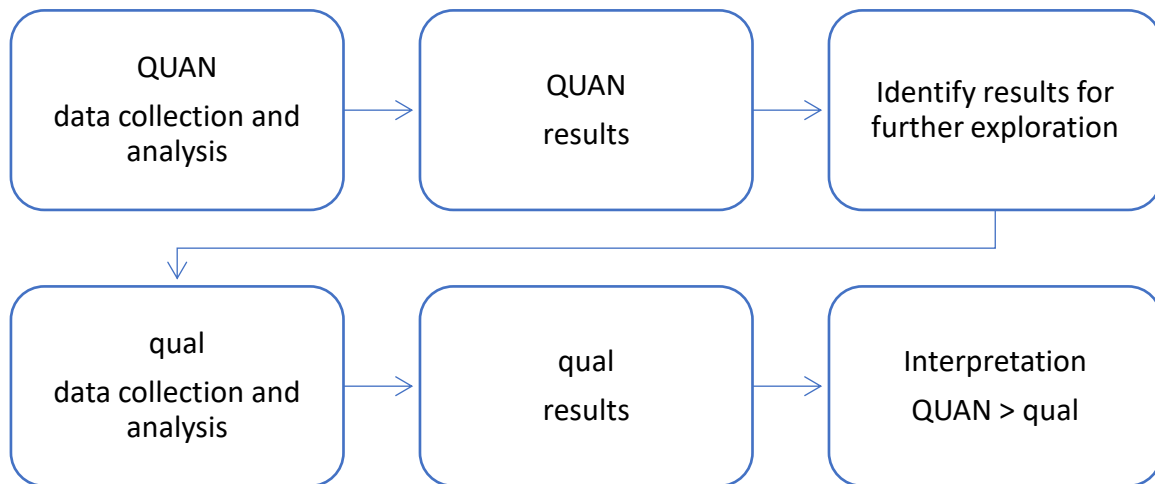 QUAN
data collection and
analysis
QUAN
results
Identify results for
further exploration
qual
data collection and
analysis
qual
results
Interpretation
QUAN > qual